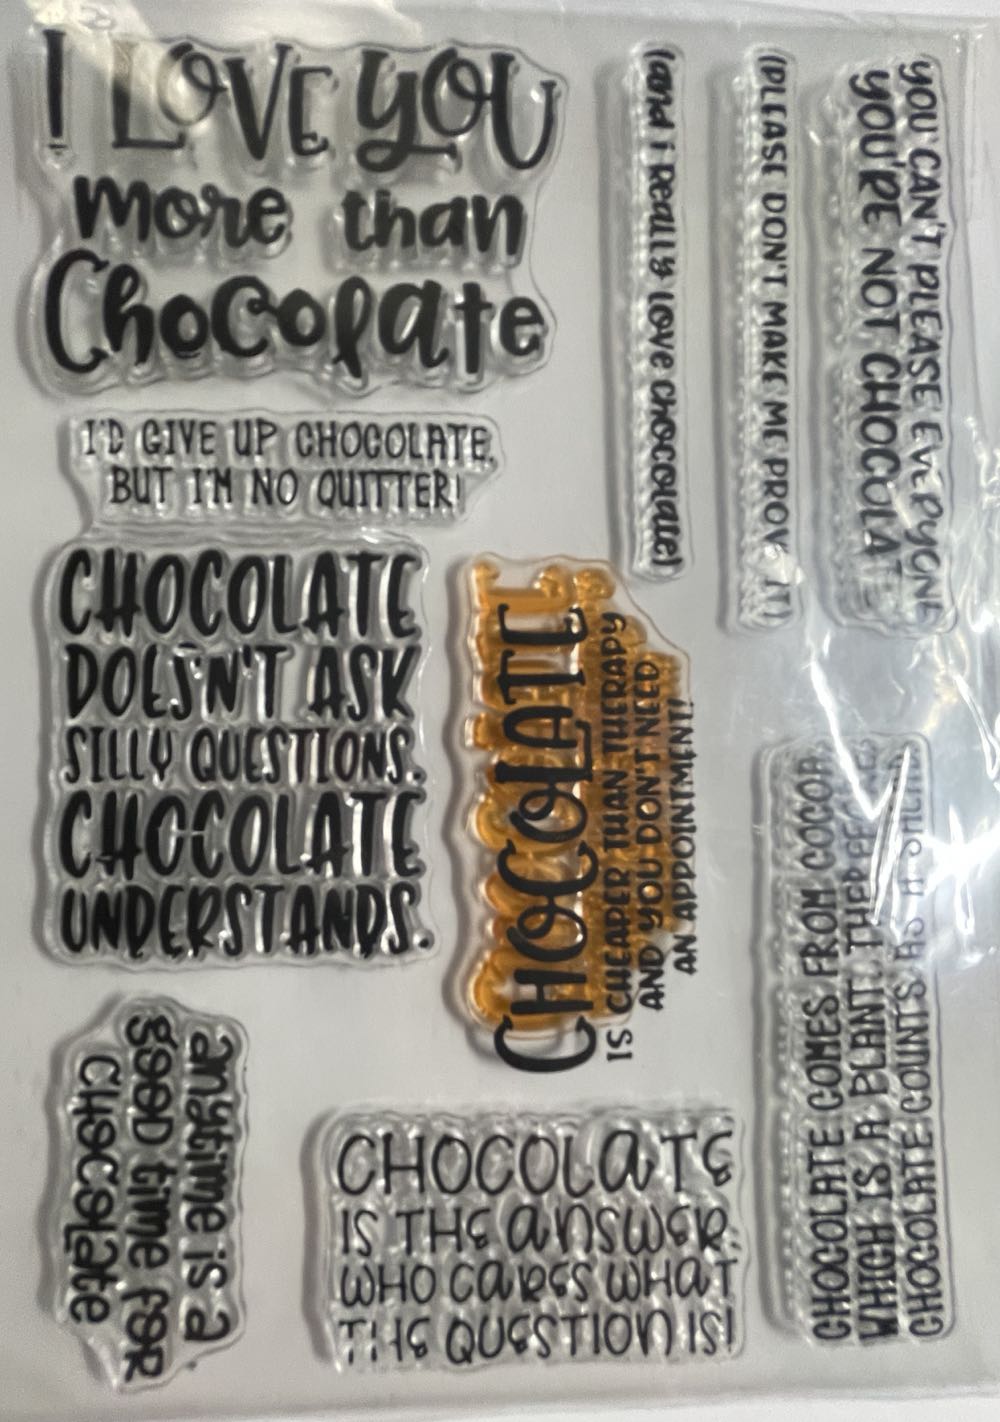 I LOVE YOU
more than
Chocolate
(and i Really LOVE CHOCOlate)
(PLEASE DON'T MAKE ME PROVE IT)
YOU CAN'T PLEASE EVERYONE
YOU'RE NOT CHOCOLATE
I'D GIVE UP CHOCOLATE,
BUT I'M NO QUITTER!
CHOCOLATE
DOESN'T ASK
SILLY QUESTIONS.
CHOCOLATE
UNDERSTANDS.
CHOCOLATE
IS CHEAPER THAN THERAPY
AND YOU DON'T NEED
AN APPOINTMENT!
CHOCOLATE COMES FROM COCOA,
WHICH IS A PLANT. THEREFORE,
CHOCOLATE COUNTS AS A SALAD.
anytime is a
good time FOR
CHOCOLate
CHOCOLaTE
IS THE aNSWER.
WHO CaRES WHaT
THE QUESTION IS!